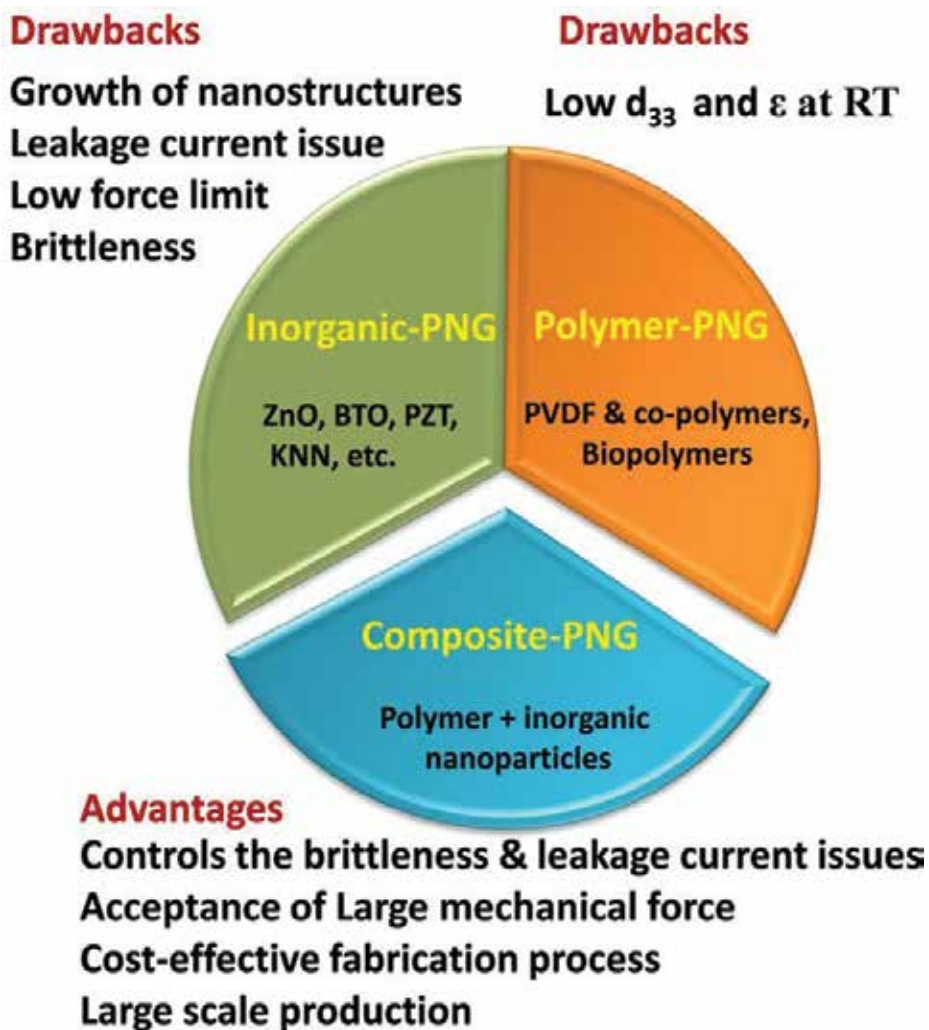 Drawbacks
Growth of nanostructures
Leakage current issue
Low force limit
Brittleness
Drawbacks
Low d₃₃ and ε at RT
Inorganic-PNG
ZnO, BTO, PZT,
KNN, etc.
Polymer-PNG
PVDF & co-polymers,
Biopolymers
Composite-PNG
Polymer + inorganic
nanoparticles
Advantages
Controls the brittleness & leakage current issues
Acceptance of Large mechanical force
Cost-effective fabrication process
Large scale production